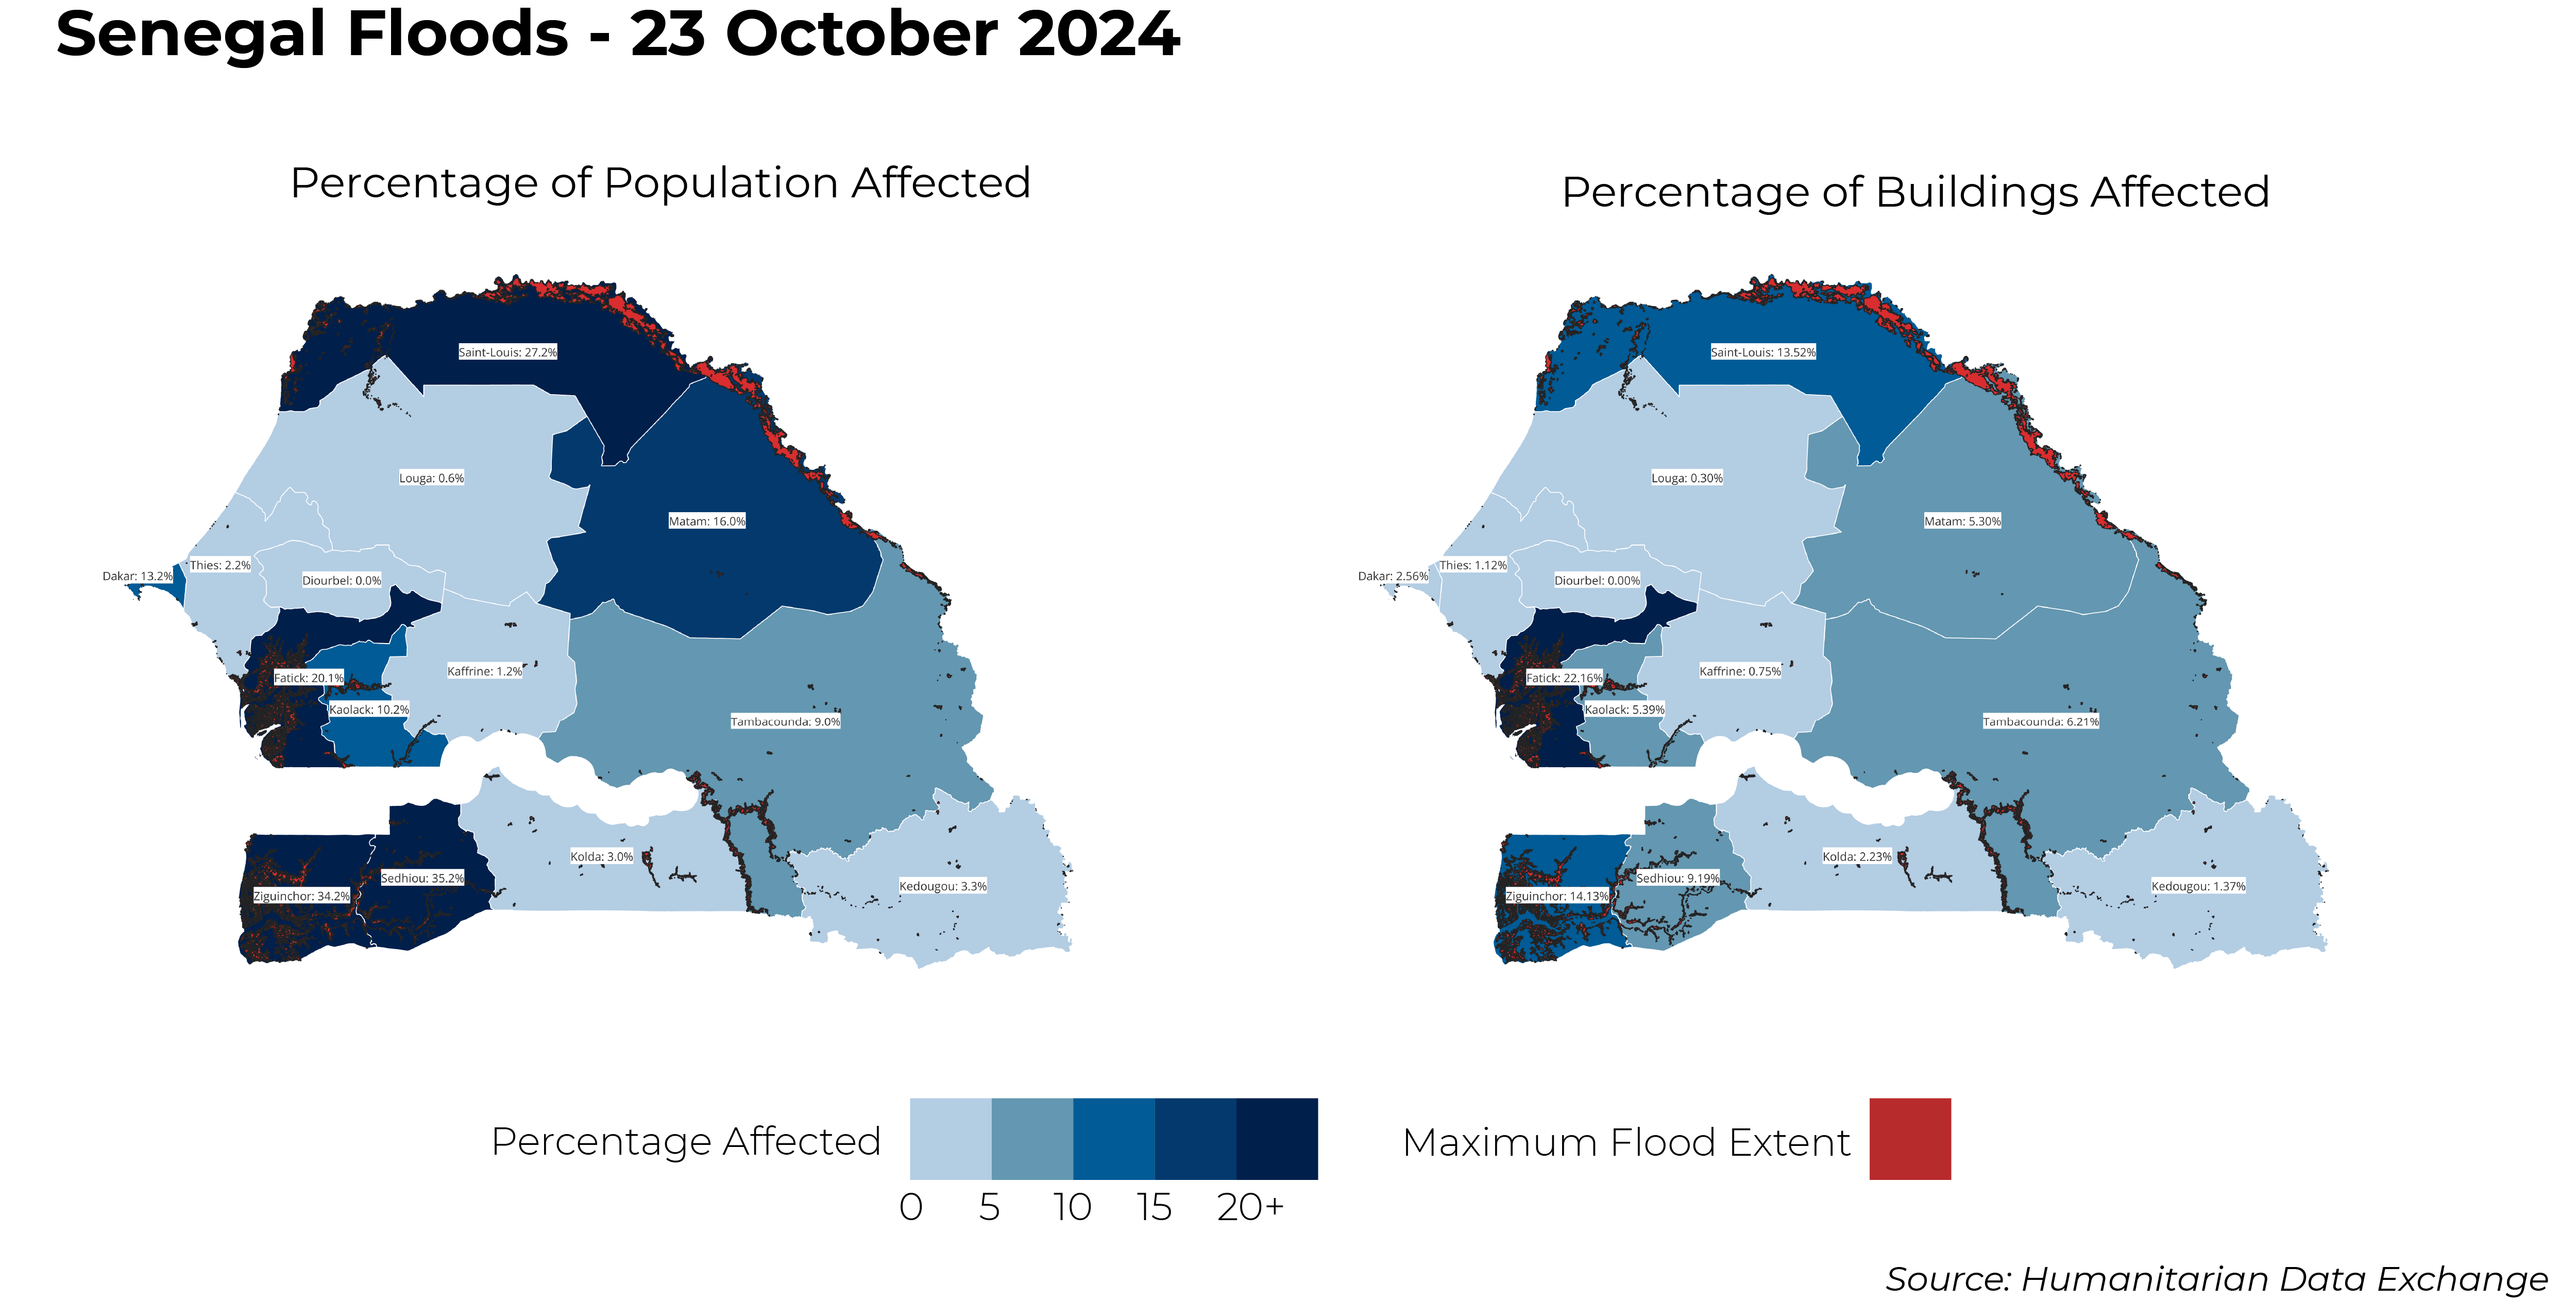 Senegal Floods - 23 October 2024
Percentage of Population Affected
Saint-Louis: 27.2%
Louga: 0.6%
Matam: 16.0%
Thies: 2.2%
Dakar: 13.2%
Diourbel: 0.0%
Kaffrine: 1.2%
Fatick: 20.1%
Kaolack: 10.2%
Tambacounda: 9.0%
Kolda: 3.0%
Sedhiou: 35.2%
Kedougou: 3.3%
Ziguinchor: 34.2%
Percentage of Buildings Affected
Saint-Louis: 13.52%
Louga: 0.30%
Matam: 5.30%
Thies: 1.12%
Dakar: 2.56%
Diourbel: 0.00%
Kaffrine: 0.75%
Fatick: 22.16%
Kaolack: 5.39%
Tambacounda: 6.21%
Kolda: 2.23%
Sedhiou: 9.19%
Kedougou: 1.37%
Ziguinchor: 14.13%
Percentage Affected
0 5 10 15 20+
Maximum Flood Extent
Source: Humanitarian Data Exchange